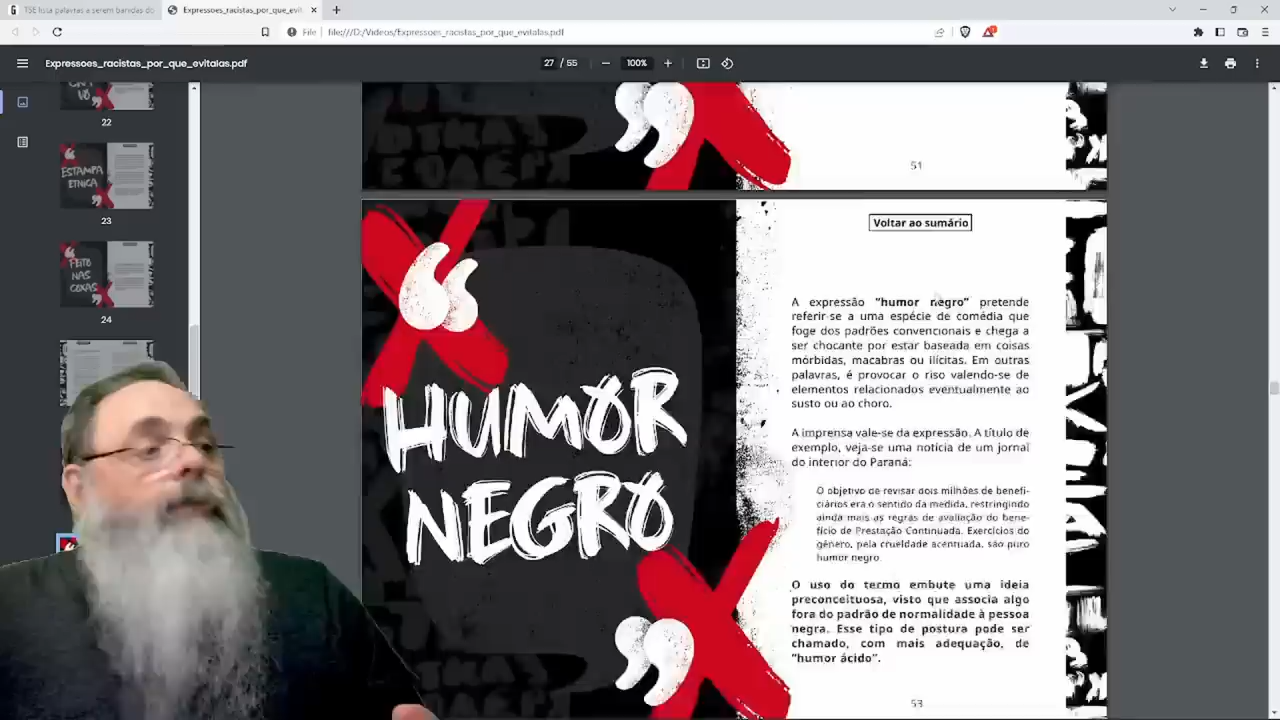 TSE lista palavras a serem banidas do
Expressoes_racistas_por_que_evit
File
file:///D:/Videos/Expressoes_racistas_por_que_evitalas.pdf
Expressoes_racistas_por_que_evitalas.pdf
27 / 55
100%
22
ESTAMPA
ÉTNICA
23
FEITO
NAS
COXAS
24
51
Voltar ao sumário
HUMOR
NEGRO
A expressão "humor negro" pretende
referir-se a uma espécie de comédia que
foge dos padrões convencionais e chega a
ser chocante por estar baseada em coisas
mórbidas, macabras ou ilícitas. Em outras
palavras, é provocar o riso valendo-se de
elementos relacionados eventualmente ao
susto ou ao choro.
A imprensa vale-se da expressão. A título de
exemplo, veja-se uma notícia de um jornal
do interior do Paraná:
O objetivo de revisar dois milhões de benefi-
ciários era o sentido da medida, restringindo
ainda mais as regras de avaliação do bene-
fício de Prestação Continuada. Exercícios do
gênero, pela crueldade acentuada, são puro
humor negro.
O uso do termo embute uma ideia
preconceituosa, visto que associa algo
fora do padrão de normalidade à pessoa
negra. Esse tipo de postura pode ser
chamado, com mais adequação, de
"humor ácido".
53